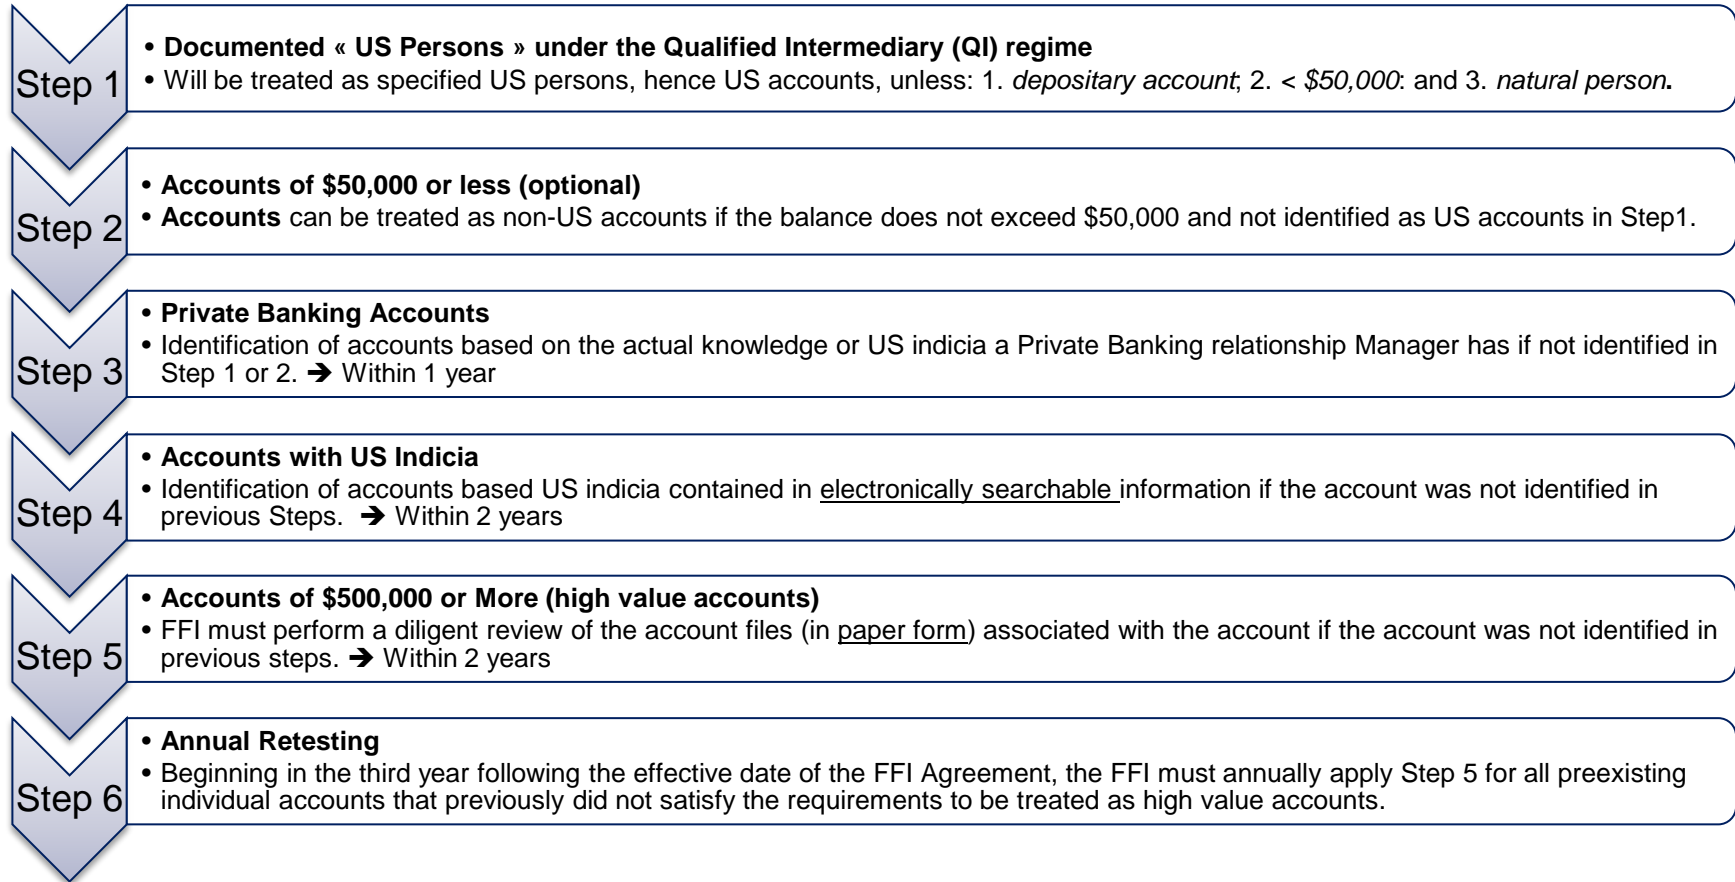 Step 1
• Documented « US Persons » under the Qualified Intermediary (QI) regime
• Will be treated as specified US persons, hence US accounts, unless: 1. depositary account; 2. < $50,000: and 3. natural person.
Step 2
• Accounts of $50,000 or less (optional)
• Accounts can be treated as non-US accounts if the balance does not exceed $50,000 and not identified as US accounts in Step1.
Step 3
• Private Banking Accounts
• Identification of accounts based on the actual knowledge or US indicia a Private Banking relationship Manager has if not identified in
Step 1 or 2. ➔ Within 1 year
Step 4
• Accounts with US Indicia
• Identification of accounts based US indicia contained in electronically searchable information if the account was not identified in
previous Steps. ➔ Within 2 years
Step 5
• Accounts of $500,000 or More (high value accounts)
• FFI must perform a diligent review of the account files (in paper form) associated with the account if the account was not identified in
previous steps. ➔ Within 2 years
Step 6
• Annual Retesting
• Beginning in the third year following the effective date of the FFI Agreement, the FFI must annually apply Step 5 for all preexisting
individual accounts that previously did not satisfy the requirements to be treated as high value accounts.